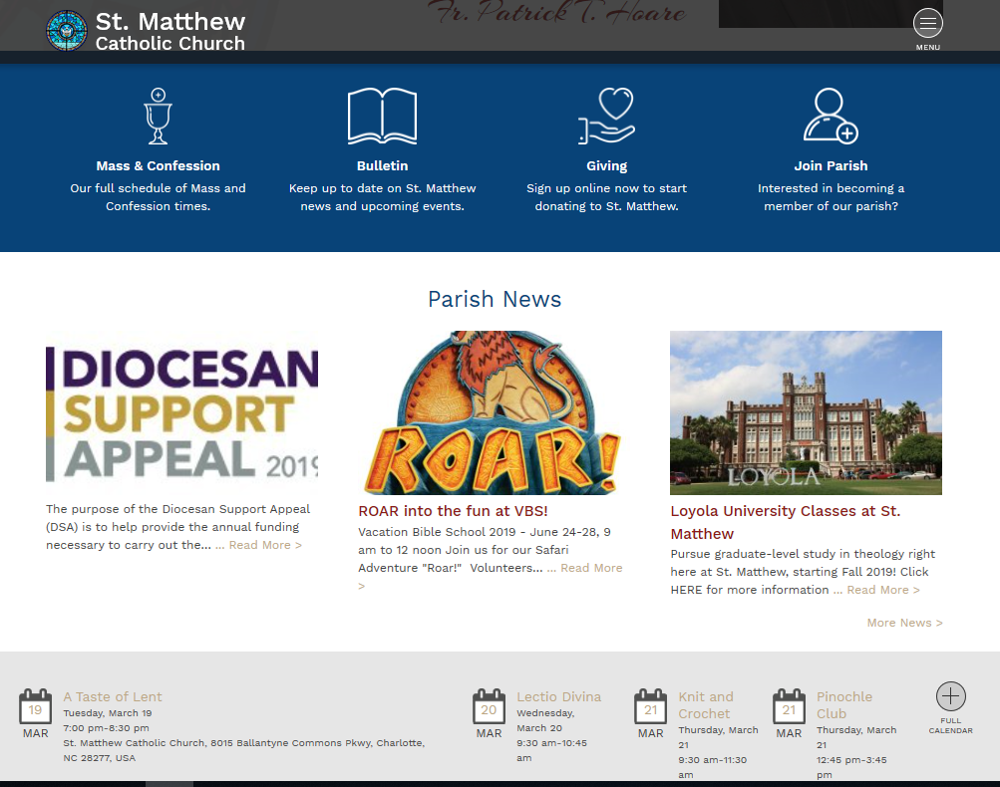 St. Matthew
Catholic Church
Fr. Patrick T. Hoare
MENU
Mass & Confession
Our full schedule of Mass and
Confession times.
Bulletin
Keep up to date on St. Matthew
news and upcoming events.
Giving
Sign up online now to start
donating to St. Matthew.
Join Parish
Interested in becoming a
member of our parish?
Parish News
DIOCESAN
SUPPORT
APPEAL 2019
The purpose of the Diocesan Support Appeal
(DSA) is to help provide the annual funding
necessary to carry out the... ... Read More >
ROAR!
ROAR into the fun at VBS!
Vacation Bible School 2019 - June 24-28, 9
am to 12 noon Join us for our Safari
Adventure "Roar!"  Volunteers... ... Read More
>
LOYOLA
Loyola University Classes at St.
Matthew
Pursue graduate-level study in theology right
here at St. Matthew, starting Fall 2019! Click
HERE for more information ... Read More >
More News >
19
MAR
A Taste of Lent
Tuesday, March 19
7:00 pm-8:30 pm
St. Matthew Catholic Church, 8015 Ballantyne Commons Pkwy, Charlotte,
NC 28277, USA
20
MAR
Lectio Divina
Wednesday,
March 20
9:30 am-10:45
am
21
MAR
Knit and
Crochet
Thursday, March
21
9:30 am-11:30
am
21
MAR
Pinochle
Club
Thursday, March
21
12:45 pm-3:45
pm
FULL
CALENDAR